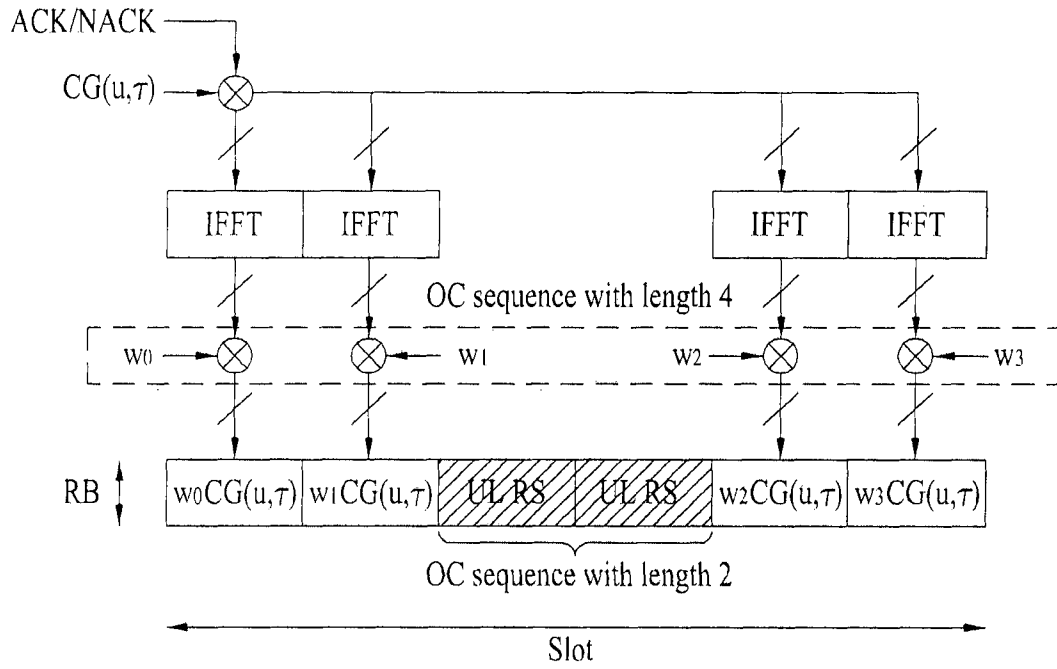 ACK/NACK
CG(u,τ)
IFFT IFFT IFFT IFFT
OC sequence with length 4
w0 w1 w2 w3
RB w0CG(u,τ) w1CG(u,τ) UL RS UL RS w2CG(u,τ) w3CG(u,τ)
OC sequence with length 2
Slot